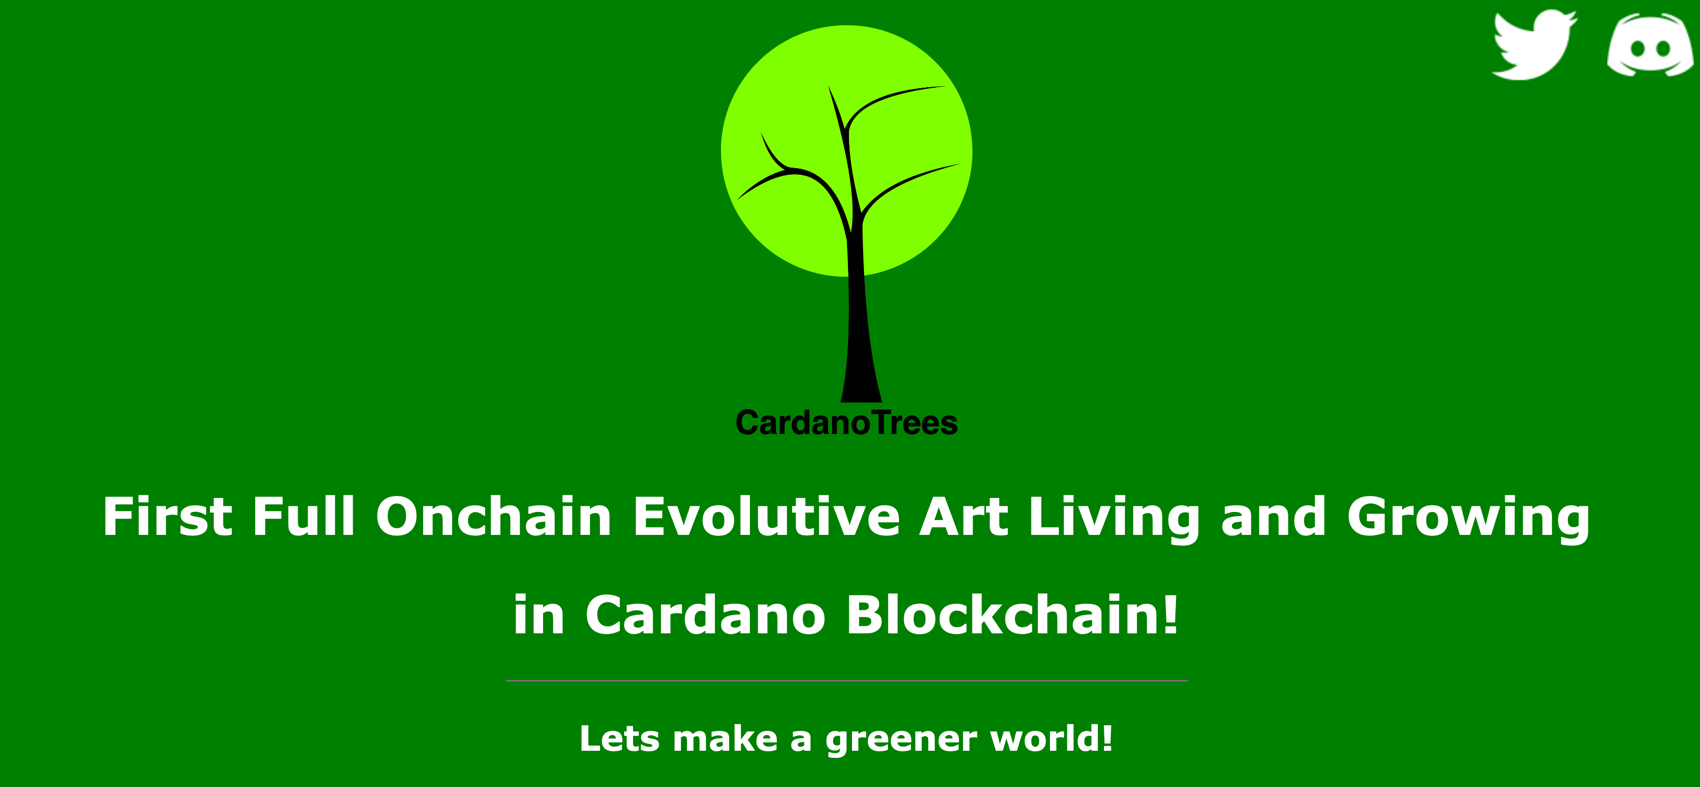 CardanoTrees
First Full Onchain Evolutive Art Living and Growing
in Cardano Blockchain!
Lets make a greener world!